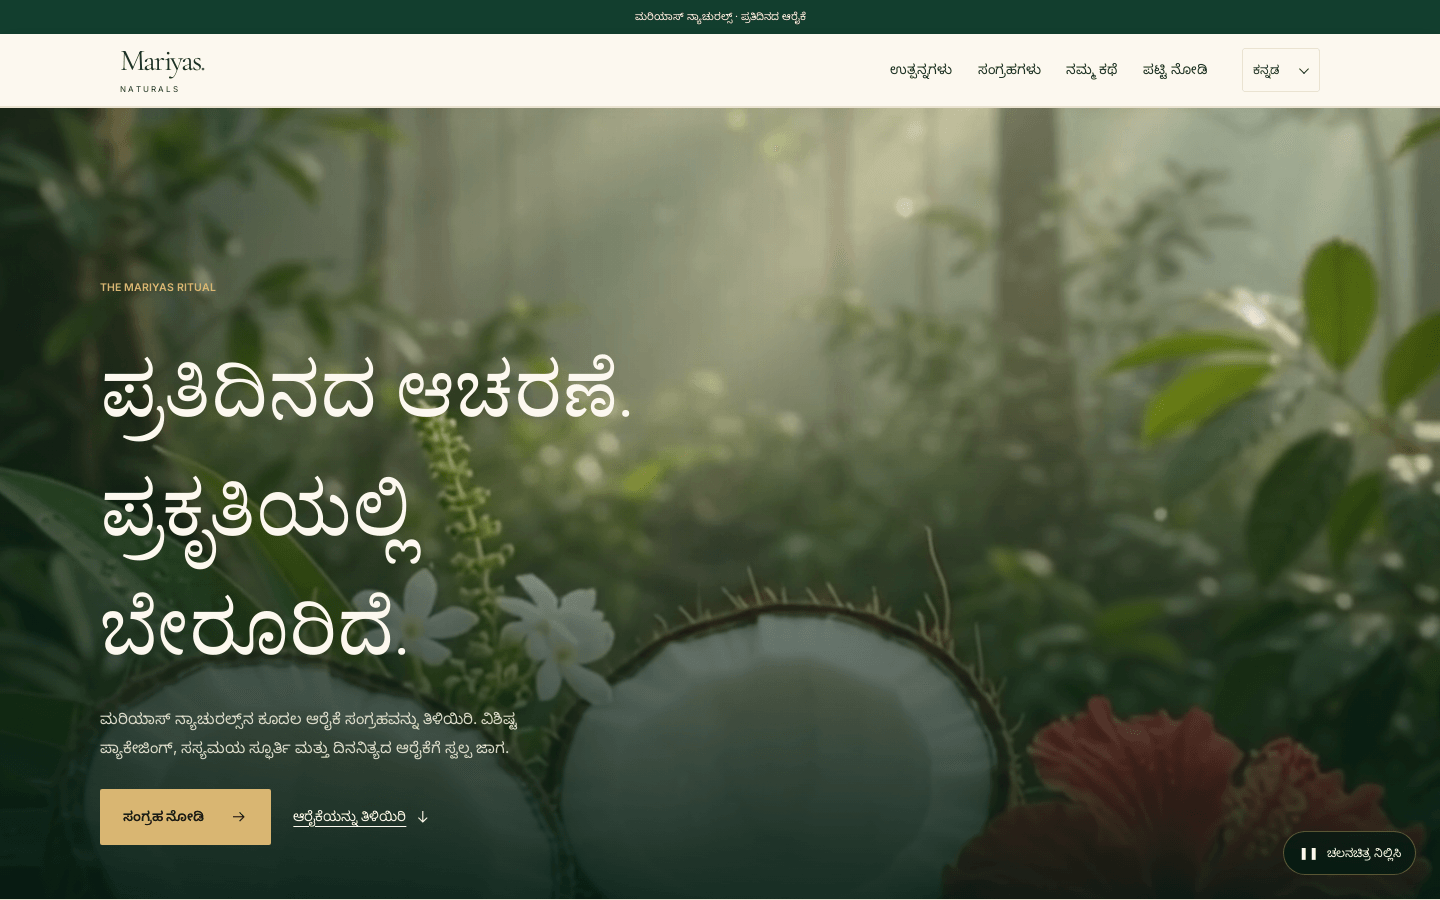 ಮರಿಯಾಸ್ ನ್ಯಾಚುರಲ್ಸ್ · ಪ್ರತಿದಿನದ ಆರೈಕೆ
Mariyas.
NATURALS
ಉತ್ಪನ್ನಗಳು ಸಂಗ್ರಹಗಳು ನಮ್ಮ ಕಥೆ ಪಟ್ಟಿ ನೋಡಿ ಕನ್ನಡ
THE MARIYAS RITUAL
ಪ್ರತಿದಿನದ ಆಚರಣೆ.
ಪ್ರಕೃತಿಯಲ್ಲಿ
ಬೇರೂರಿದೆ.
ಮರಿಯಾಸ್ ನ್ಯಾಚುರಲ್ಸ್‌ನ ಕೂದಲ ಆರೈಕೆ ಸಂಗ್ರಹವನ್ನು ತಿಳಿಯಿರಿ. ವಿಶಿಷ್ಟ
ಪ್ಯಾಕೇಜಿಂಗ್, ಸಸ್ಯಮಯ ಸ್ಫೂರ್ತಿ ಮತ್ತು ದಿನನಿತ್ಯದ ಆರೈಕೆಗೆ ಸ್ವಲ್ಪ ಜಾಗ.
ಸಂಗ್ರಹ ನೋಡಿ → ಆರೈಕೆಯನ್ನು ತಿಳಿಯಿರಿ ↓
ಚಲನಚಿತ್ರ ನಿಲ್ಲಿಸಿ